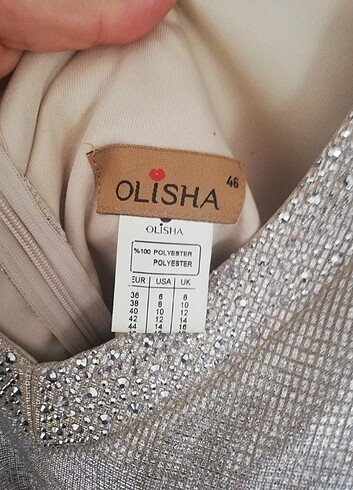 OLISHA
46
OLISHA
%100 POLYESTER
POLYESTER
EUR USA UK
36 6 8
38 8 10
40 10 12
42 12 14
44 14 16